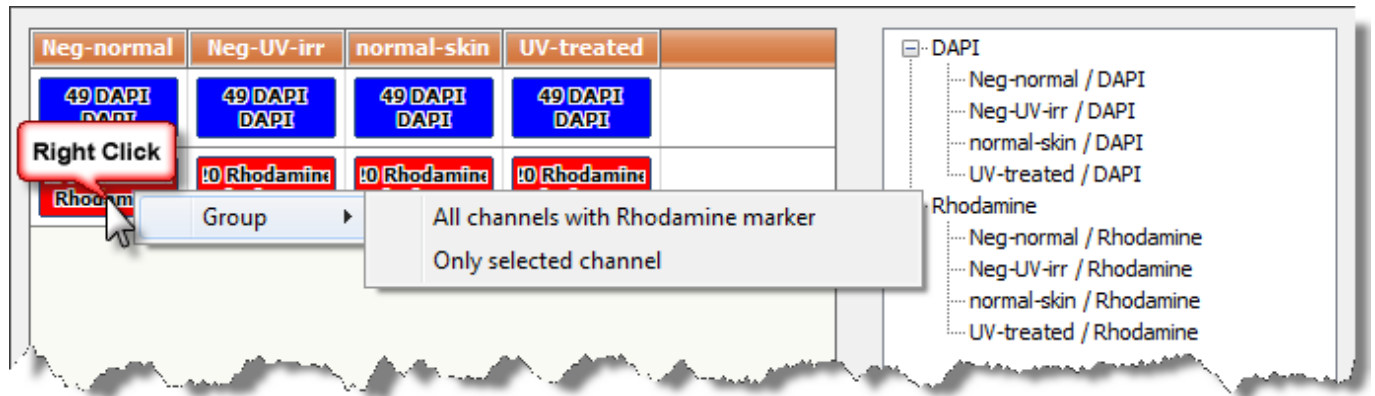 Neg-normal Neg-UV-irr normal-skin UV-treated
49 DAPI 49 DAPI 49 DAPI 49 DAPI
DAPI DAPI DAPI DAPI
Right Click
!0 Rhodamine !0 Rhodamine !0 Rhodamine
Group
All channels with Rhodamine marker
Only selected channel
DAPI
Neg-normal / DAPI
Neg-UV-irr / DAPI
normal-skin / DAPI
UV-treated / DAPI
Rhodamine
Neg-normal / Rhodamine
Neg-UV-irr / Rhodamine
normal-skin / Rhodamine
UV-treated / Rhodamine